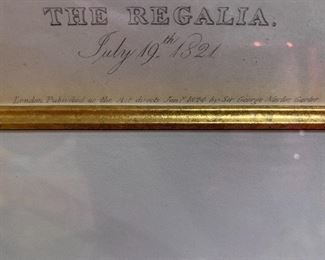 THE REGALIA.
July 19th 1821
London, Published as the Act directs Jany. 1824 by Sir George Nayler Garter